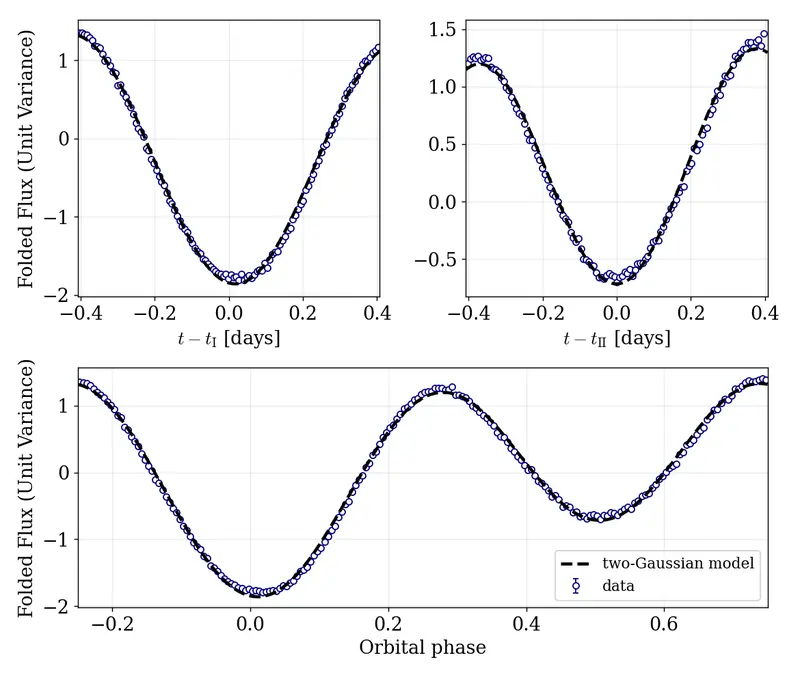 Folded Flux (Unit Variance)
1
0
−1
−2
−0.4 −0.2 0.0 0.2 0.4
t − t_I [days]
1.5
1.0
0.5
0.0
−0.5
−0.4 −0.2 0.0 0.2 0.4
t − t_II [days]
Folded Flux (Unit Variance)
1
0
−1
−2
−0.2 0.0 0.2 0.4 0.6
Orbital phase
two-Gaussian model
data